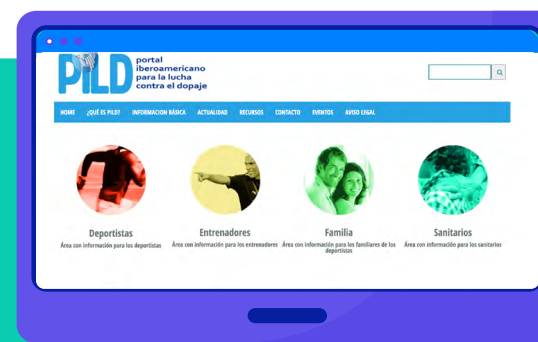 PILD
portal
iberoamericano
para la lucha
contra el dopaje
HOME ¿QUÉ ES PILD? INFORMACION BÁSICA ACTUALIDAD RECURSOS CONTACTO EVENTOS AVISO LEGAL
Deportistas
Área con información para los deportistas
Entrenadores
Área con información para los entrenadores
Familia
Área con información para los familiares de los
deportistas
Sanitarios
Área con información para los sanitarios